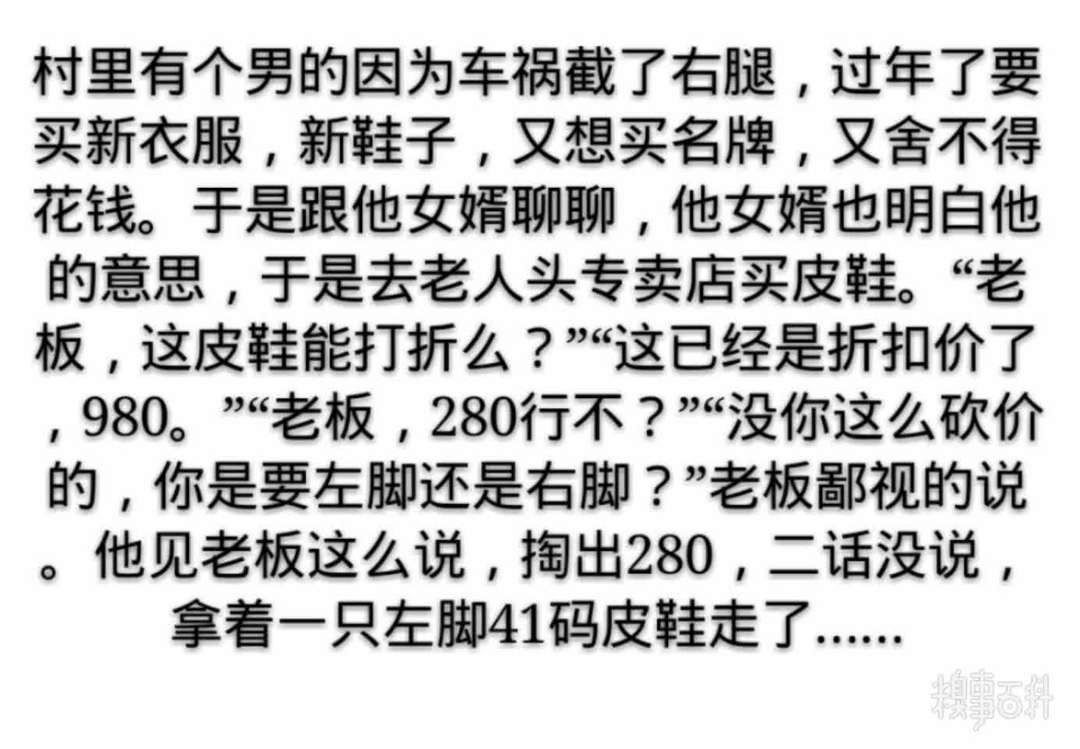 村里有个男的因为车祸截了右腿，过年了要
买新衣服，新鞋子，又想买名牌，又舍不得
花钱。于是跟他女婿聊聊，他女婿也明白他
的意思，于是去老人头专卖店买皮鞋。“老
板，这皮鞋能打折么？”“这已经是折扣价了
，980。”“老板，280行不？”“没你这么砍价
的，你是要左脚还是右脚？”老板鄙视的说
。他见老板这么说，掏出280，二话没说，
拿着一只左脚41码皮鞋走了……
糗事百科